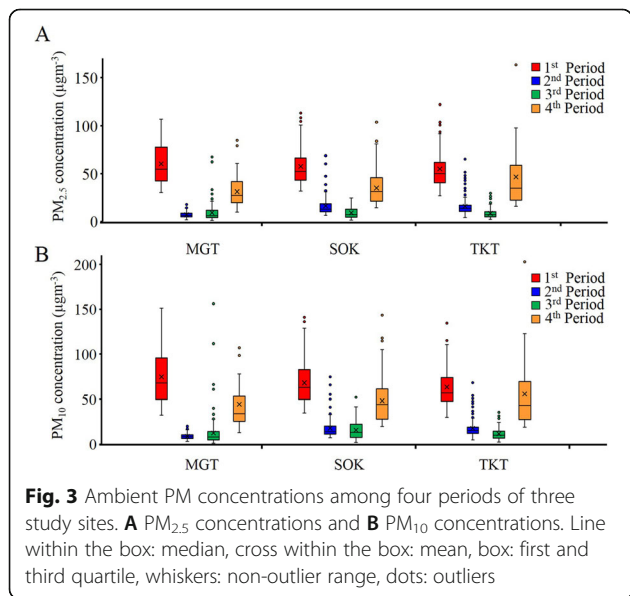 A
PM2.5 concentration (μgm-3)
150
100
50
0
1st Period
2nd Period
3rd Period
4th Period
MGT SOK TKT
B
PM10 concentration (μgm-3)
200
150
100
50
0
1st Period
2nd Period
3rd Period
4th Period
MGT SOK TKT
Fig. 3 Ambient PM concentrations among four periods of three
study sites. A PM2.5 concentrations and B PM10 concentrations. Line
within the box: median, cross within the box: mean, box: first and
third quartile, whiskers: non-outlier range, dots: outliers